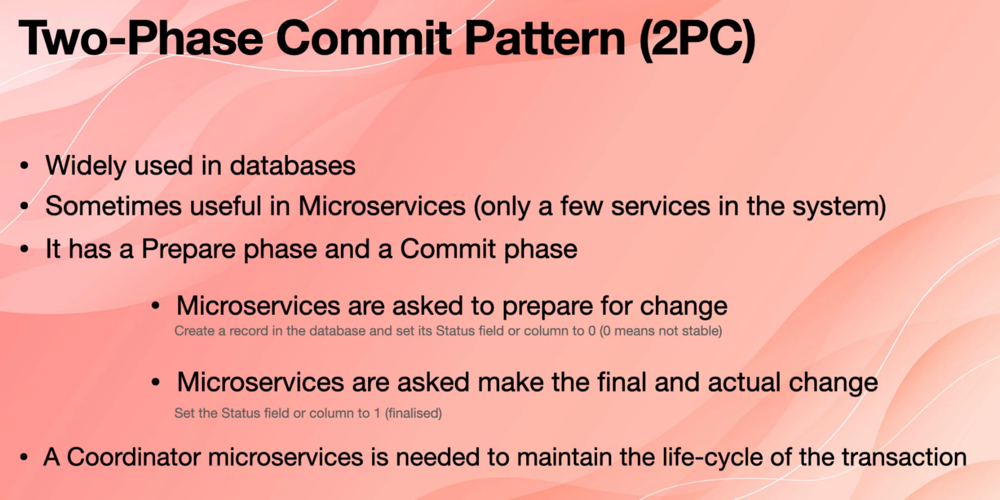 Two-Phase Commit Pattern (2PC)
• Widely used in databases
• Sometimes useful in Microservices (only a few services in the system)
• It has a Prepare phase and a Commit phase
• Microservices are asked to prepare for change
Create a record in the database and set its Status field or column to 0 (0 means not stable)
• Microservices are asked make the final and actual change
Set the Status field or column to 1 (finalised)
• A Coordinator microservices is needed to maintain the life-cycle of the transaction